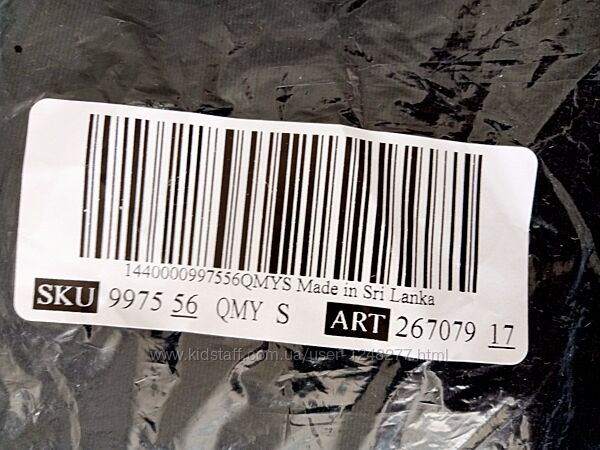 1440000997556QMYS Made in Sri Lanka
SKU 9975 56 QMY S ART 267079 17
www.kidstaff.com.ua/user-1248277.html